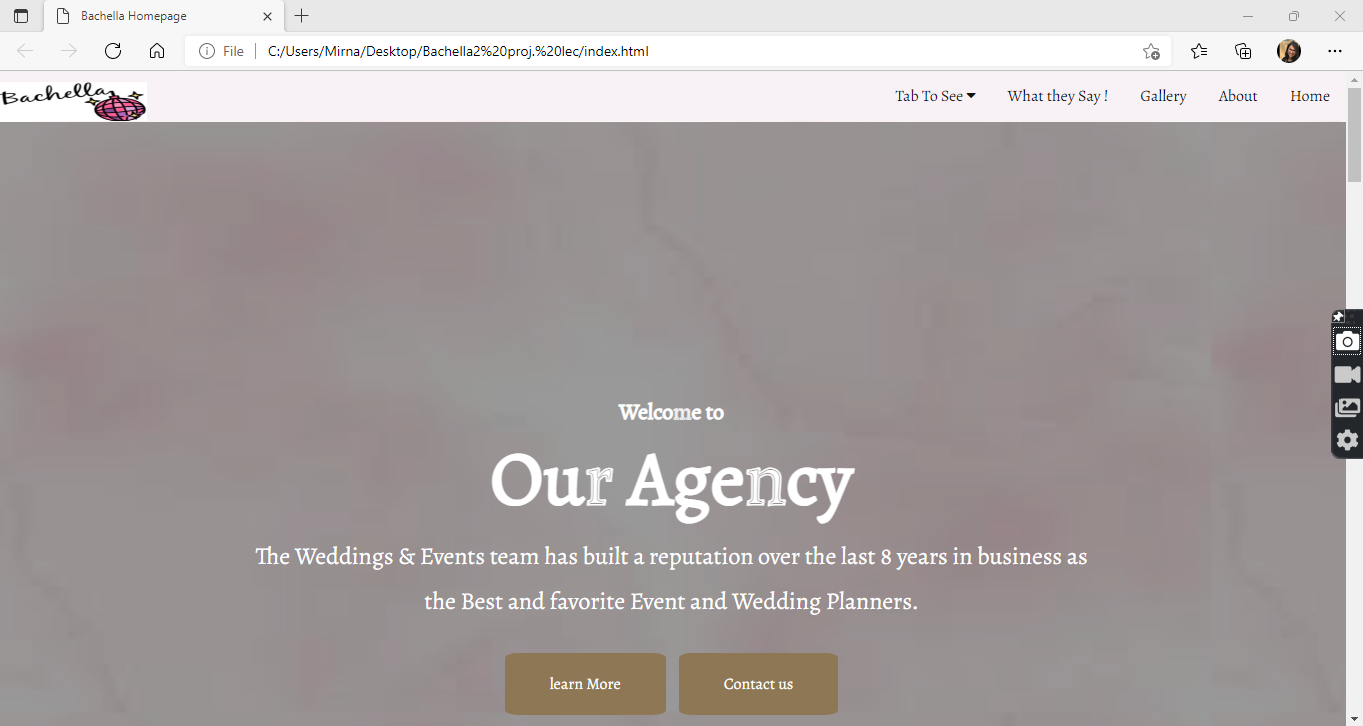 Bachella Homepage
File
C:/Users/Mirna/Desktop/Bachella2%20proj.%20lec/index.html
Bachella
Tab To See What they Say ! Gallery About Home
Welcome to
Our Agency
The Weddings & Events team has built a reputation over the last 8 years in business as
the Best and favorite Event and Wedding Planners.
learn More Contact us